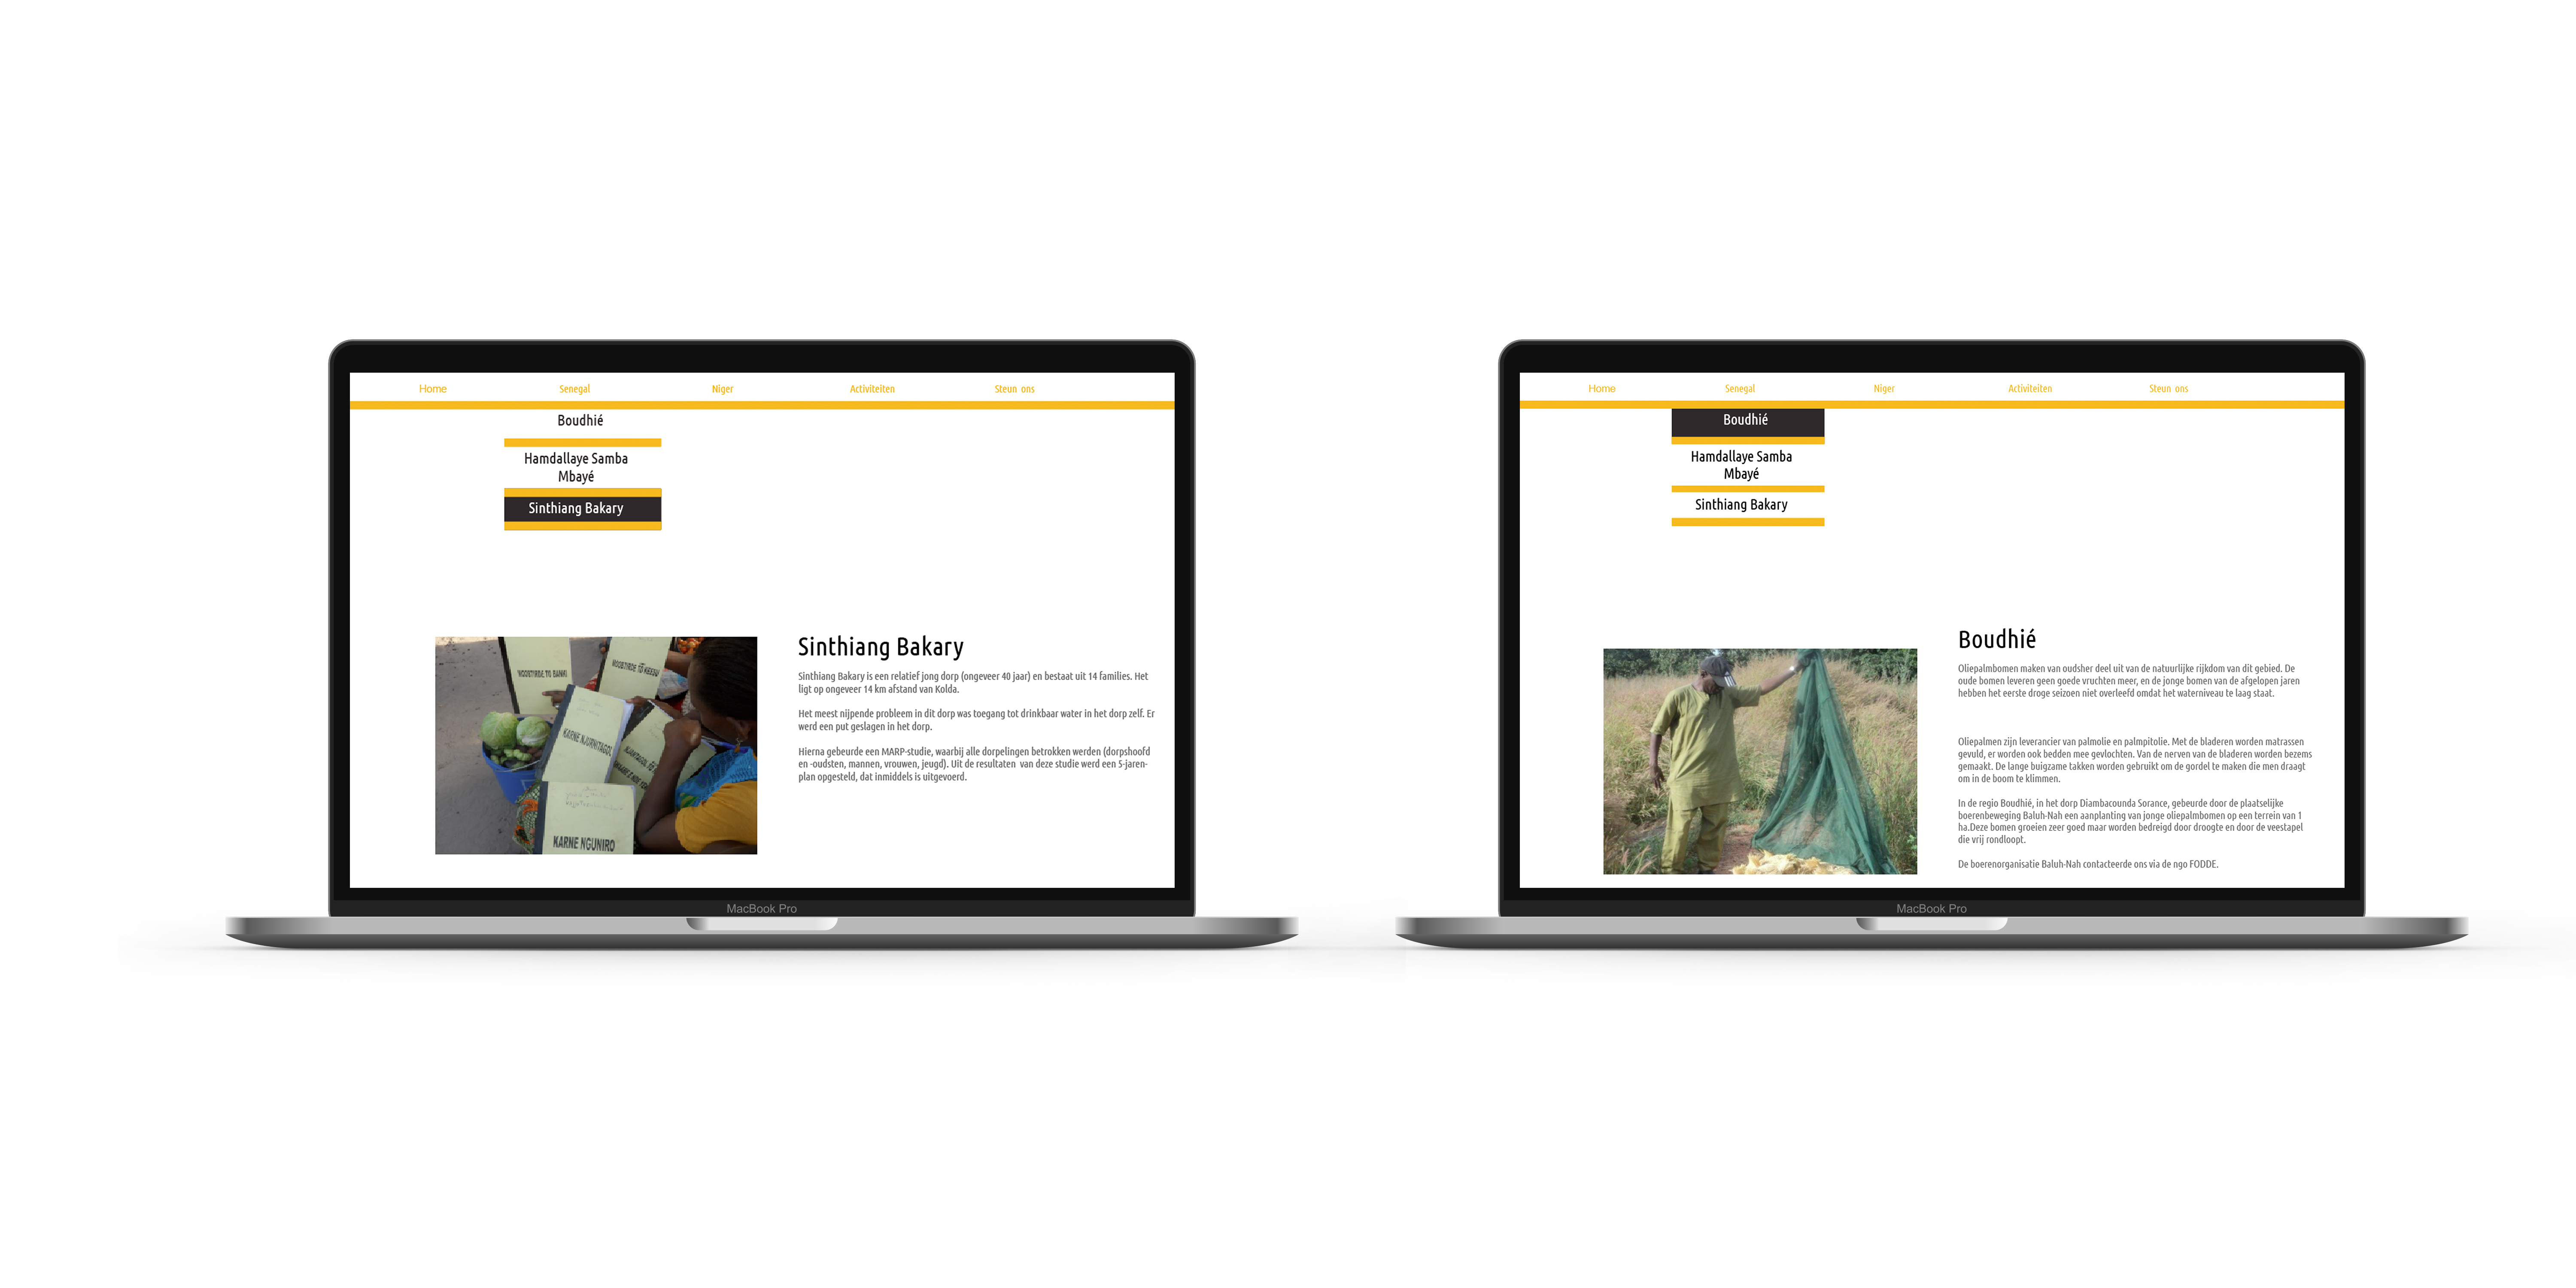 Home Senegal Niger Activiteiten Steun ons
Boudhié
Hamdallaye Samba
Mbayé
Sinthiang Bakary
MOOBTIRDE TO BANNI
MOOBTIRDE TO
KARNE NJURNITAGOL
KARNE NGUNIRO
Sinthiang Bakary
Sinthiang Bakary is een relatief jong dorp (ongeveer 40 jaar) en bestaat uit 14 families. Het
ligt op ongeveer 14 km afstand van Kolda.
Het meest nijpende probleem in dit dorp was toegang tot drinkbaar water in het dorp zelf. Er
werd een put geslagen in het dorp.
Hierna gebeurde een MARP-studie, waarbij alle dorpelingen betrokken werden (dorpshoofd
en -oudsten, mannen, vrouwen, jeugd). Uit de resultaten van deze studie werd een 5-jaren-
plan opgesteld, dat inmiddels is uitgevoerd.
MacBook Pro
Home Senegal Niger Activiteiten Steun ons
Boudhié
Hamdallaye Samba
Mbayé
Sinthiang Bakary
Boudhié
Oliepalmbomen maken van oudsher deel uit van de natuurlijke rijkdom van dit gebied. De
oude bomen leveren geen goede vruchten meer, en de jonge bomen van de afgelopen jaren
hebben het eerste droge seizoen niet overleefd omdat het waterniveau te laag staat.
Oliepalmen zijn leverancier van palmolie en palmpitolie. Met de bladeren worden matrassen
gevuld, er worden ook bedden mee gevlochten. Van de nerven van de bladeren worden bezems
gemaakt. De lange buigzame takken worden gebruikt om de gordel te maken die men draagt
om in de boom te klimmen.
In de regio Boudhié, in het dorp Diambacounda Sorance, gebeurde door de plaatselijke
boerenbeweging Baluh-Nah een aanplanting van jonge oliepalmbomen op een terrein van 1
ha.Deze bomen groeien zeer goed maar worden bedreigd door droogte en door de veestapel
die vrij rondloopt.
De boerenorganisatie Baluh-Nah contacteerde ons via de ngo FODDE.
MacBook Pro